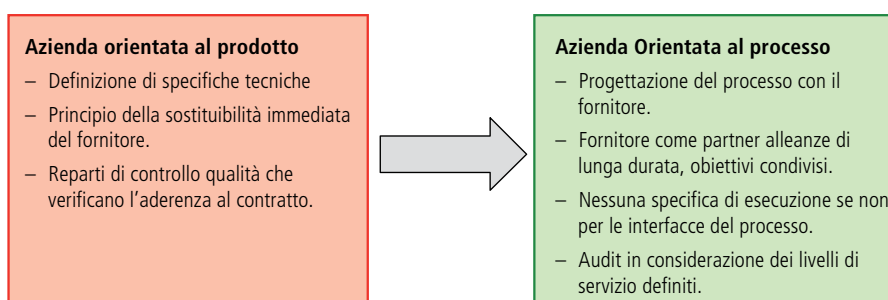 Azienda orientata al prodotto
– Definizione di specifiche tecniche
– Principio della sostituibilità immediata
del fornitore.
– Reparti di controllo qualità che
verificano l'aderenza al contratto.
Azienda Orientata al processo
– Progettazione del processo con il
fornitore.
– Fornitore come partner alleanze di
lunga durata, obiettivi condivisi.
– Nessuna specifica di esecuzione se non
per le interfacce del processo.
– Audit in considerazione dei livelli di
servizio definiti.